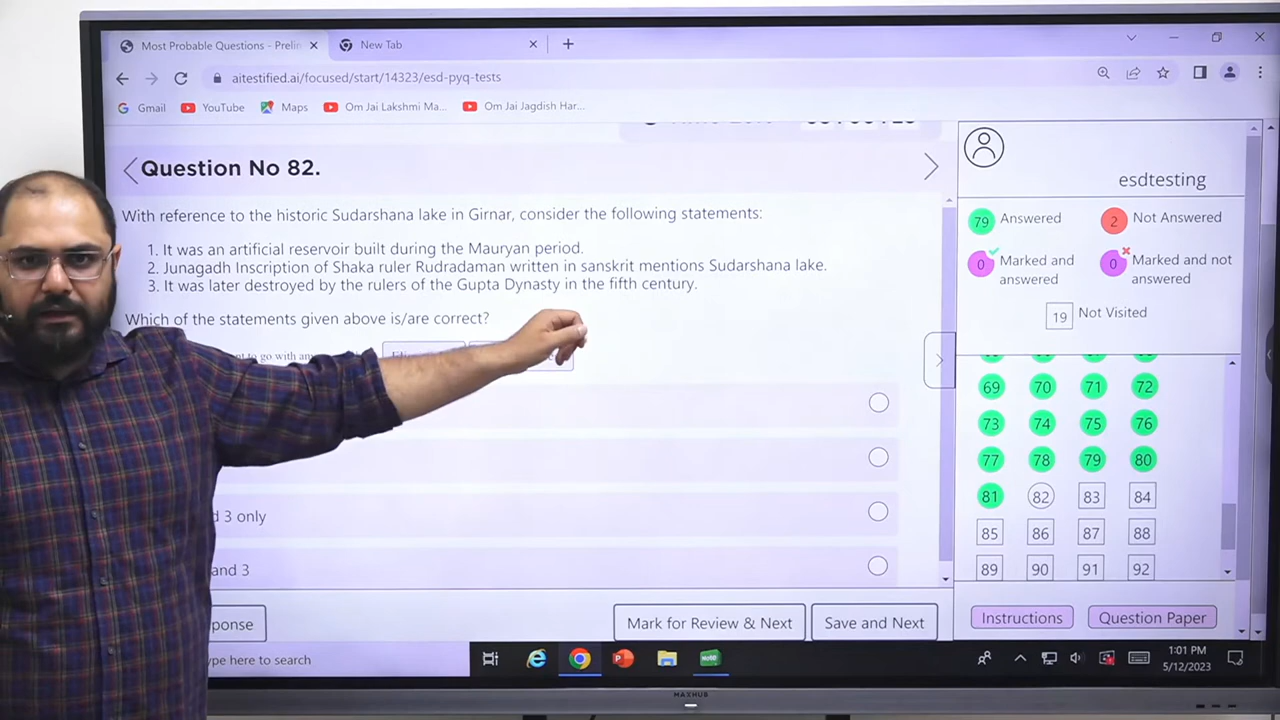 Most Probable Questions - Prelin
New Tab
aitestified.ai/focused/start/14323/esd-pyq-tests
Gmail YouTube Maps Om Jai Lakshmi Ma... Om Jai Jagdish Har...
Question No 82.
With reference to the historic Sudarshana lake in Girnar, consider the following statements:
1. It was an artificial reservoir built during the Mauryan period.
2. Junagadh Inscription of Shaka ruler Rudradaman written in sanskrit mentions Sudarshana lake.
3. It was later destroyed by the rulers of the Gupta Dynasty in the fifth century.
Which of the statements given above is/are correct?
to go with
d 3 only
and 3
ponse
Mark for Review & Next
Save and Next
esdtesting
79 Answered
2 Not Answered
0 Marked and answered
0 Marked and not answered
19 Not Visited
69 70 71 72
73 74 75 76
77 78 79 80
81 82 83 84
85 86 87 88
89 90 91 92
Instructions
Question Paper
ype here to search
1:01 PM
5/12/2023
MAXHUB